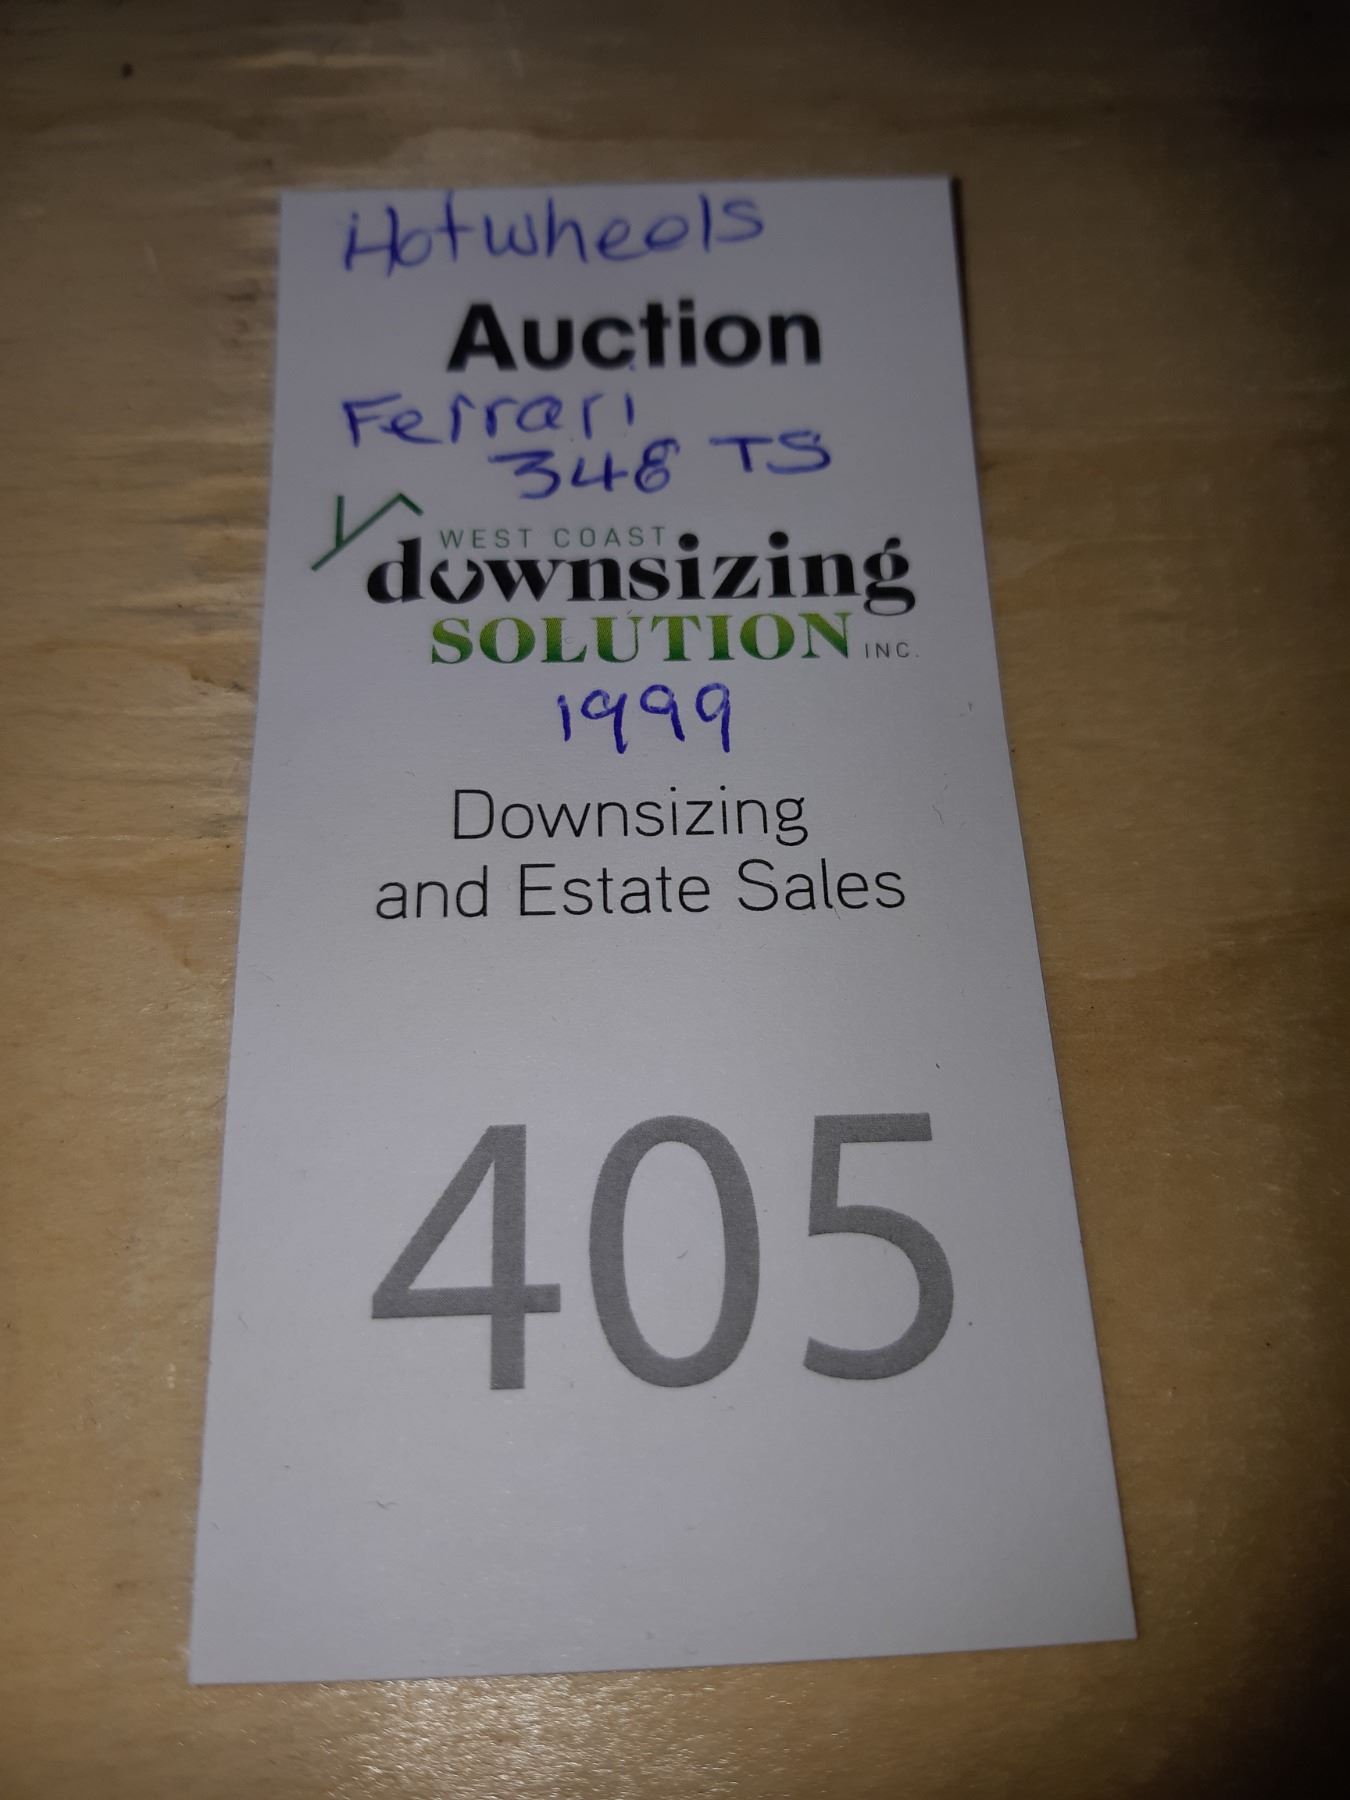 Hotwheels
Auction
Ferrari
348 TS
WEST COAST
downsizing
SOLUTION INC.
1999
Downsizing
and Estate Sales
405